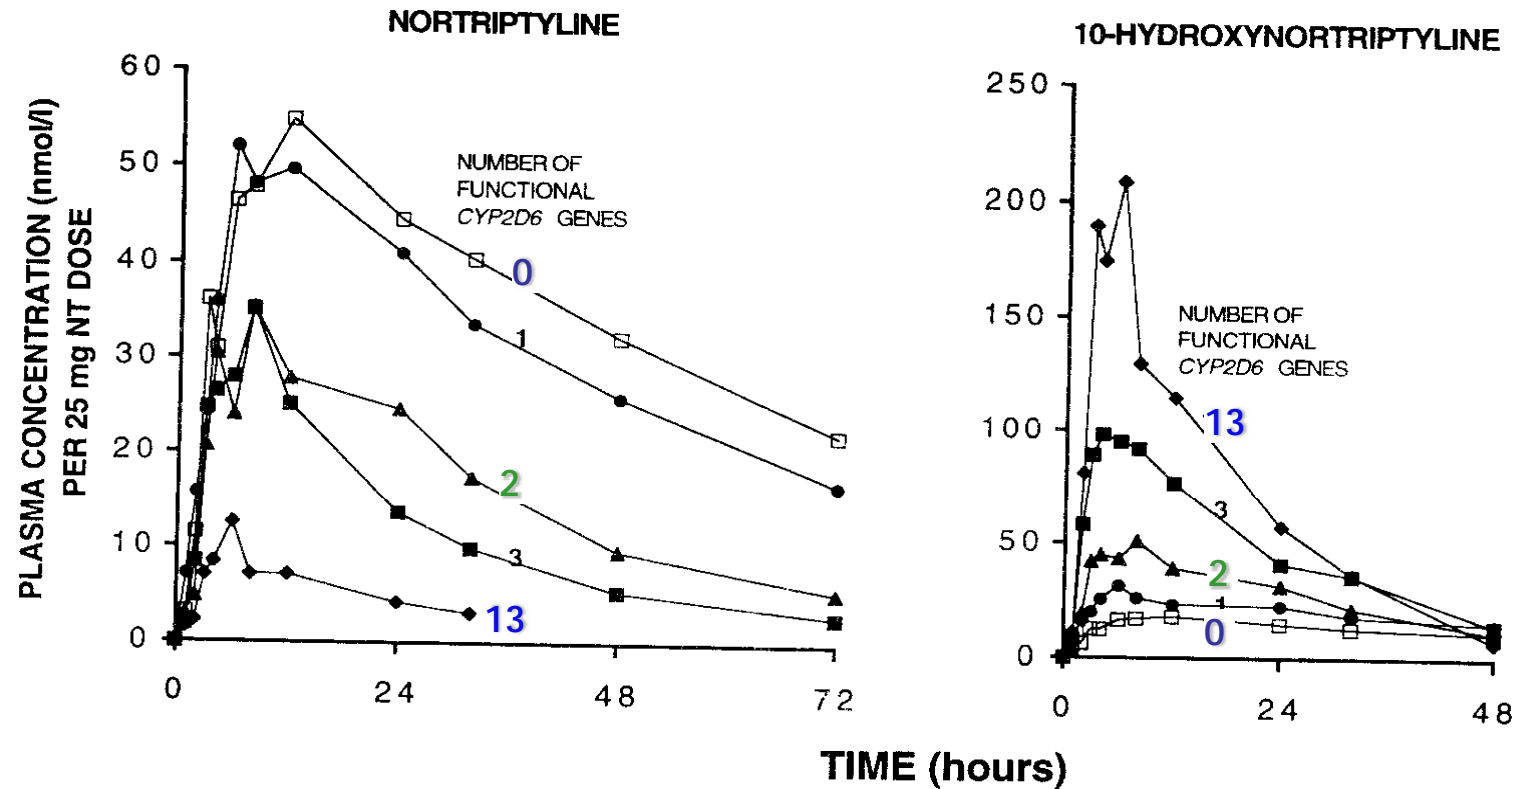 NORTRIPTYLINE
PLASMA CONCENTRATION (nmol/l)
PER 25 mg NT DOSE
60
50
40
30
20
10
0
NUMBER OF
FUNCTIONAL
CYP2D6 GENES
0
1
2
3
13
0
24
48
72
10-HYDROXYNORTRIPTYLINE
250
200
150
100
50
0
NUMBER OF
FUNCTIONAL
CYP2D6 GENES
13
3
2
1
0
0
24
48
TIME (hours)